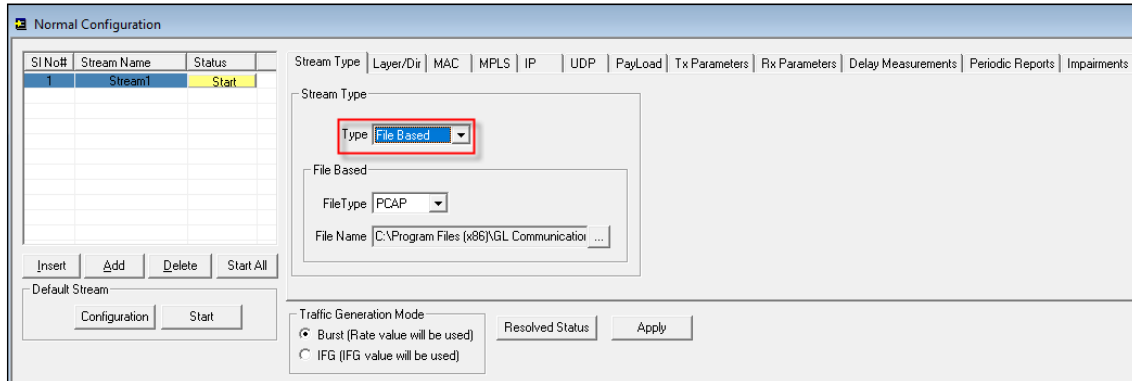 Normal Configuration
Sl No# Stream Name Status
1 Stream1 Start
Insert Add Delete Start All
Default Stream
Configuration Start
Stream Type Layer/Dir MAC MPLS IP UDP PayLoad Tx Parameters Rx Parameters Delay Measurements Periodic Reports Impairments
Stream Type
Type File Based
File Based
FileType PCAP
File Name C:\Program Files (x86)\GL Communication ...
Traffic Generation Mode
Burst (Rate value will be used)
IFG (IFG value will be used)
Resolved Status Apply